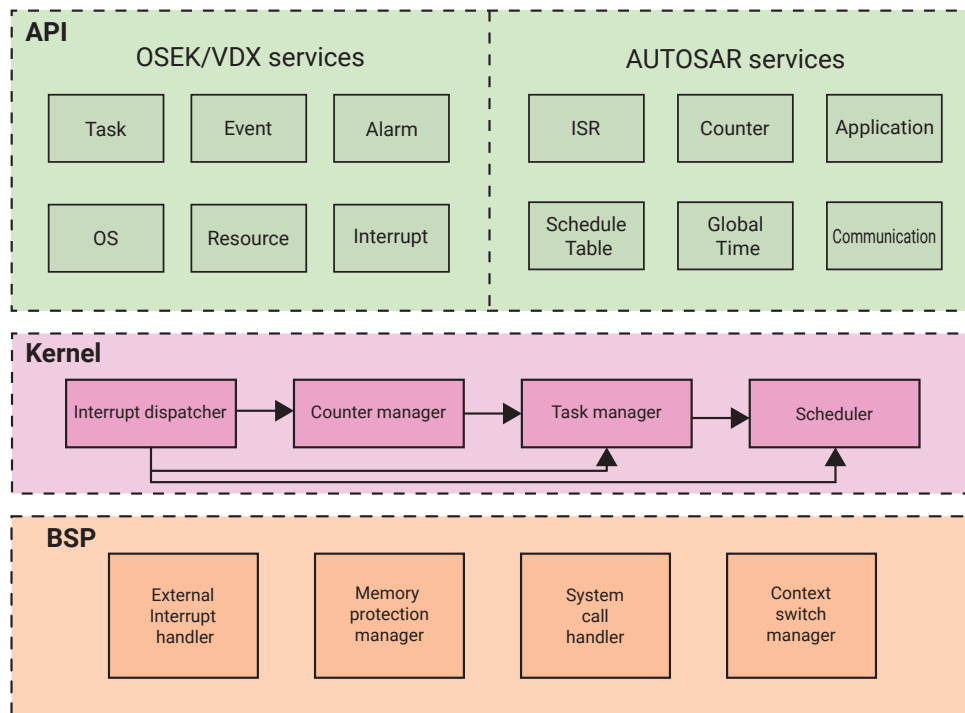 API
OSEK/VDX services
AUTOSAR services
Task
Event
Alarm
ISR
Counter
Application
OS
Resource
Interrupt
Schedule
Table
Global
Time
Communication
Kernel
Interrupt dispatcher
Counter manager
Task manager
Scheduler
BSP
External
Interrupt
handler
Memory
protection
manager
System
call
handler
Context
switch
manager